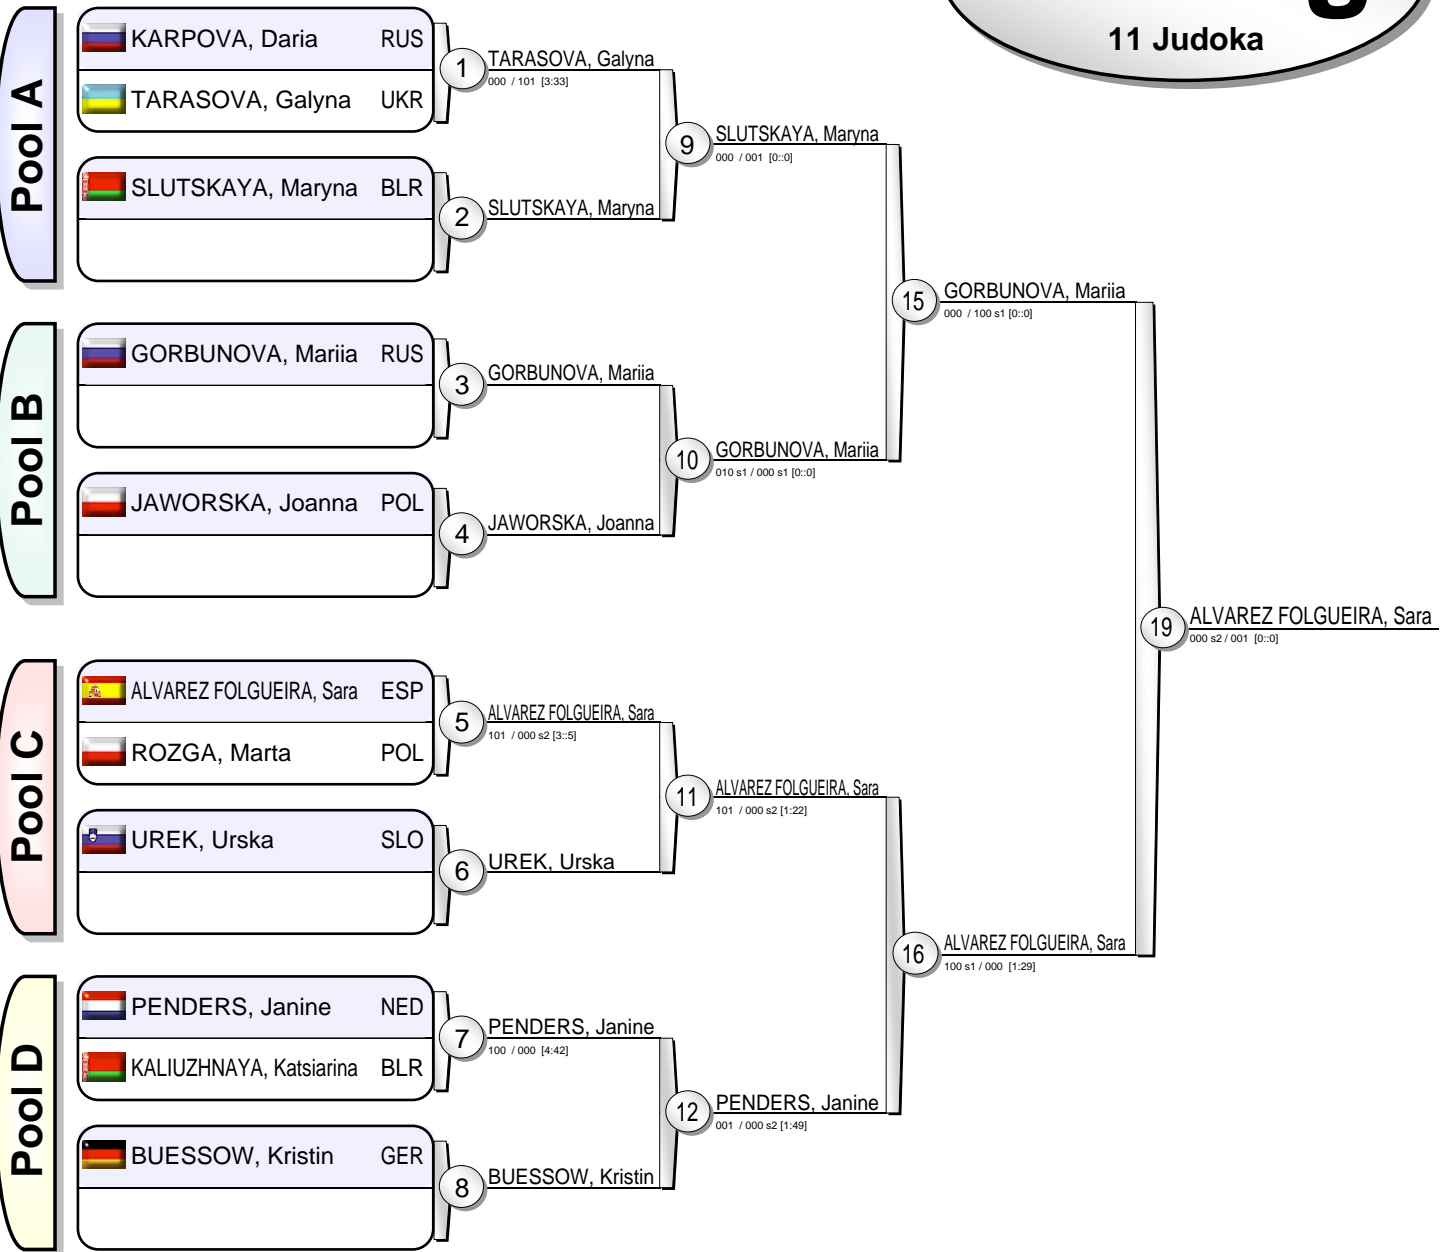 11 Judoka
Pool A
KARPOVA, Daria RUS
TARASOVA, Galyna UKR
SLUTSKAYA, Maryna BLR
1
TARASOVA, Galyna
000 / 101 [3:33]
2
SLUTSKAYA, Maryna
9
SLUTSKAYA, Maryna
000 / 001 [0::0]
Pool B
GORBUNOVA, Mariia RUS
JAWORSKA, Joanna POL
3
GORBUNOVA, Mariia
4
JAWORSKA, Joanna
10
GORBUNOVA, Mariia
010 s1 / 000 s1 [0::0]
15
GORBUNOVA, Mariia
000 / 100 s1 [0::0]
Pool C
ALVAREZ FOLGUEIRA, Sara ESP
ROZGA, Marta POL
UREK, Urska SLO
5
ALVAREZ FOLGUEIRA, Sara
101 / 000 s2 [3::5]
6
UREK, Urska
11
ALVAREZ FOLGUEIRA, Sara
101 / 000 s2 [1:22]
Pool D
PENDERS, Janine NED
KALIUZHNAYA, Katsiarina BLR
BUESSOW, Kristin GER
7
PENDERS, Janine
100 / 000 [4:42]
8
BUESSOW, Kristin
12
PENDERS, Janine
001 / 000 s2 [1:49]
16
ALVAREZ FOLGUEIRA, Sara
100 s1 / 000 [1:29]
19
ALVAREZ FOLGUEIRA, Sara
000 s2 / 001 [0::0]